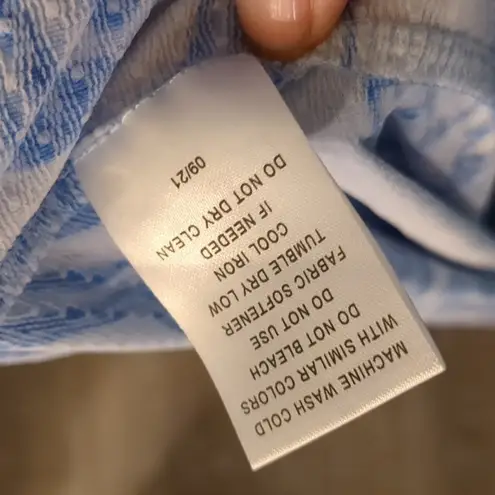 MACHINE WASH COLD
WITH SIMILAR COLORS
DO NOT BLEACH
DO NOT USE
FABRIC SOFTENER
TUMBLE DRY LOW
COOL IRON
IF NEEDED
DO NOT DRY CLEAN
09/21